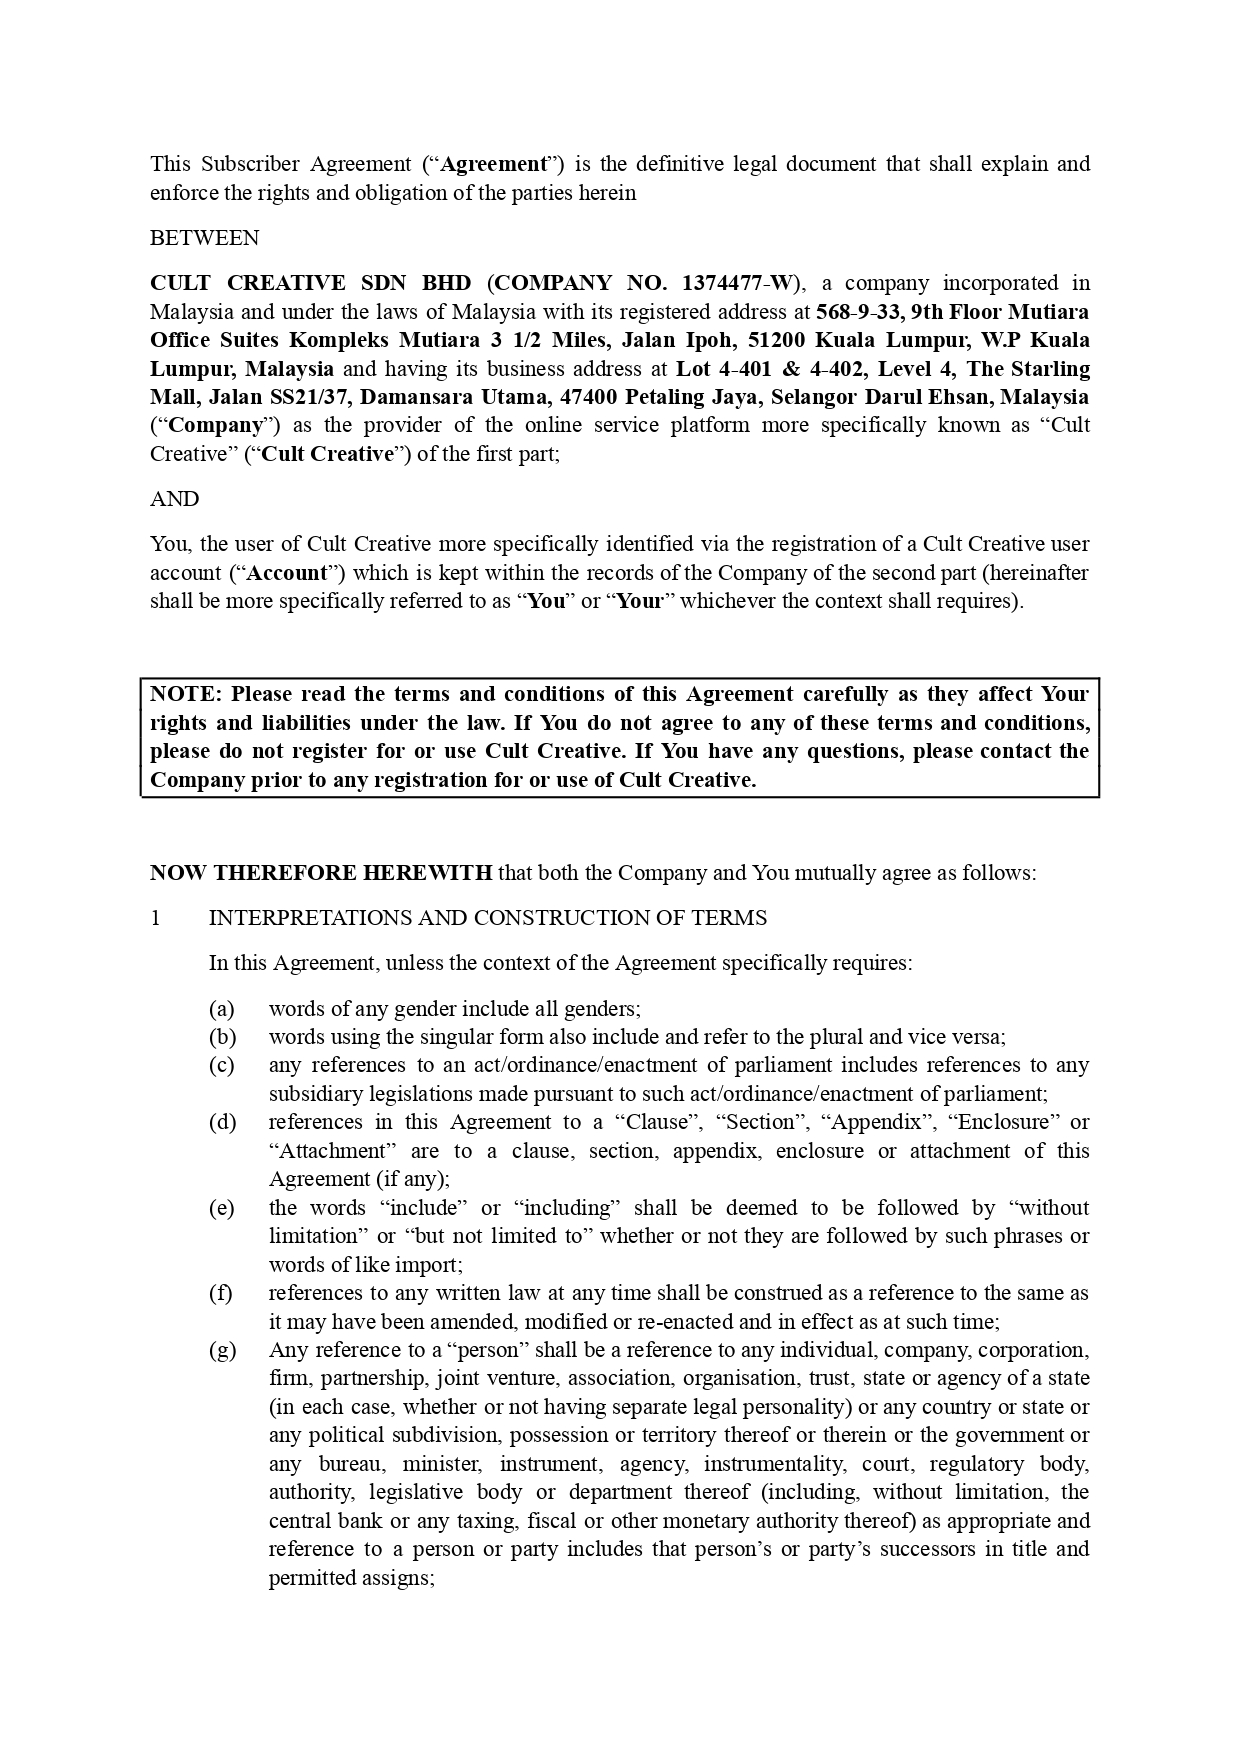 This Subscriber Agreement (“Agreement”) is the definitive legal document that shall explain and
enforce the rights and obligation of the parties herein
BETWEEN
CULT CREATIVE SDN BHD (COMPANY NO. 1374477-W), a company incorporated in
Malaysia and under the laws of Malaysia with its registered address at 568-9-33, 9th Floor Mutiara
Office Suites Kompleks Mutiara 3 1/2 Miles, Jalan Ipoh, 51200 Kuala Lumpur, W.P Kuala
Lumpur, Malaysia and having its business address at Lot 4-401 & 4-402, Level 4, The Starling
Mall, Jalan SS21/37, Damansara Utama, 47400 Petaling Jaya, Selangor Darul Ehsan, Malaysia
(“Company”) as the provider of the online service platform more specifically known as “Cult
Creative” (“Cult Creative”) of the first part;
AND
You, the user of Cult Creative more specifically identified via the registration of a Cult Creative user
account (“Account”) which is kept within the records of the Company of the second part (hereinafter
shall be more specifically referred to as “You” or “Your” whichever the context shall requires).
NOTE: Please read the terms and conditions of this Agreement carefully as they affect Your
rights and liabilities under the law. If You do not agree to any of these terms and conditions,
please do not register for or use Cult Creative. If You have any questions, please contact the
Company prior to any registration for or use of Cult Creative.
NOW THEREFORE HEREWITH that both the Company and You mutually agree as follows:
1 INTERPRETATIONS AND CONSTRUCTION OF TERMS
In this Agreement, unless the context of the Agreement specifically requires:
(a) words of any gender include all genders;
(b) words using the singular form also include and refer to the plural and vice versa;
(c) any references to an act/ordinance/enactment of parliament includes references to any
subsidiary legislations made pursuant to such act/ordinance/enactment of parliament;
(d) references in this Agreement to a “Clause”, “Section”, “Appendix”, “Enclosure” or
“Attachment” are to a clause, section, appendix, enclosure or attachment of this
Agreement (if any);
(e) the words “include” or “including” shall be deemed to be followed by “without
limitation” or “but not limited to” whether or not they are followed by such phrases or
words of like import;
(f) references to any written law at any time shall be construed as a reference to the same as
it may have been amended, modified or re-enacted and in effect as at such time;
(g) Any reference to a “person” shall be a reference to any individual, company, corporation,
firm, partnership, joint venture, association, organisation, trust, state or agency of a state
(in each case, whether or not having separate legal personality) or any country or state or
any political subdivision, possession or territory thereof or therein or the government or
any bureau, minister, instrument, agency, instrumentality, court, regulatory body,
authority, legislative body or department thereof (including, without limitation, the
central bank or any taxing, fiscal or other monetary authority thereof) as appropriate and
reference to a person or party includes that person’s or party’s successors in title and
permitted assigns;